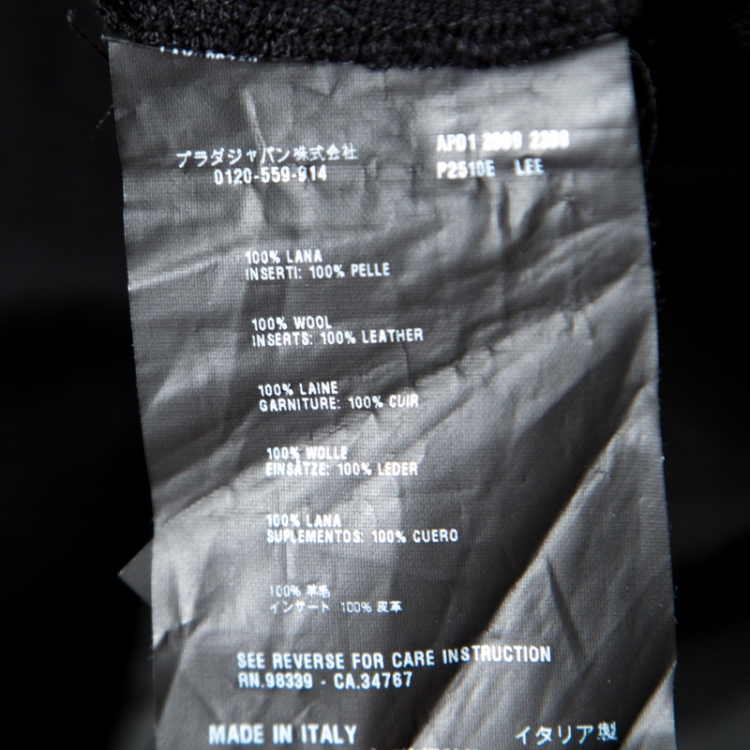 プラダジャパン株式会社
0120-559-914
P2510E LEE
100% LANA
INSERTI: 100% PELLE
100% WOOL
INSERTS: 100% LEATHER
100% LAINE
GARNITURE: 100% CUIR
100% WOLLE
EINSÄTZE: 100% LEDER
100% LANA
SUPLEMENTOS: 100% CUERO
100% 羊毛
インサート 100% 皮革
SEE REVERSE FOR CARE INSTRUCTION
RN.98339 - CA.34767
MADE IN ITALY イタリア製